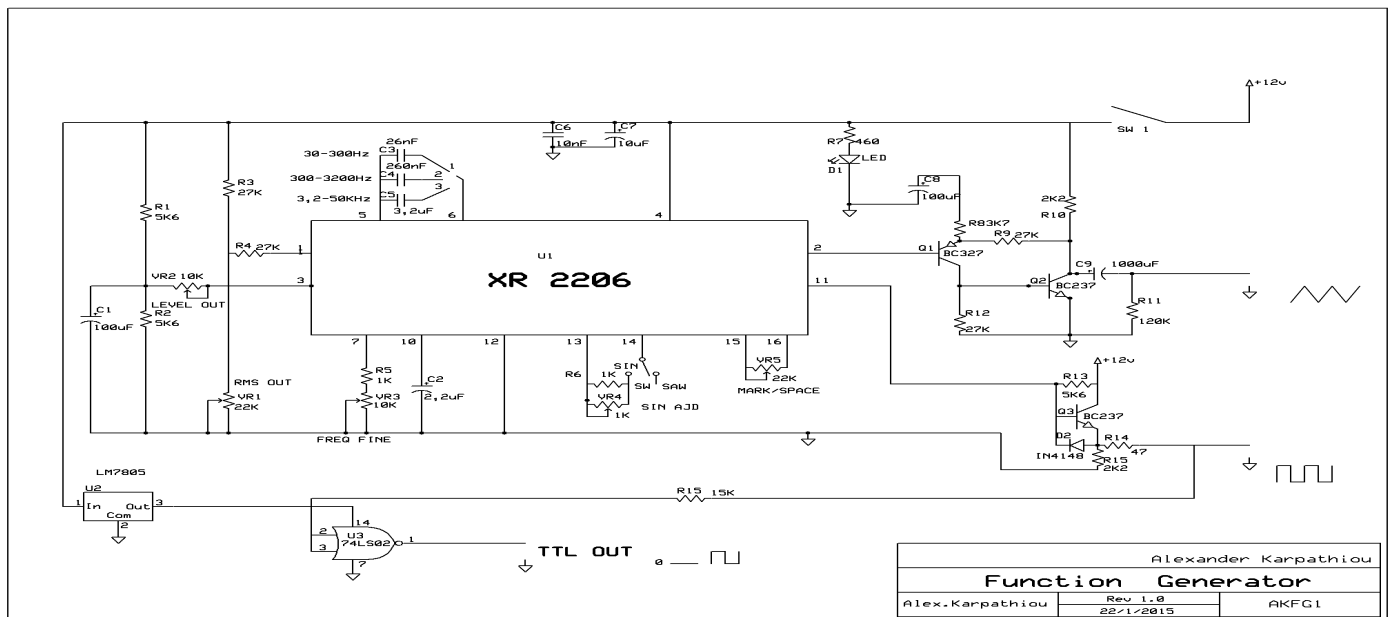 +12v
SW 1
C6
10nF
C7
10uF
R7
460
LED
D1
26nF
30-300Hz
C3
260nF
300-3200Hz
C4
3,2-50KHz
C5
3,2uF
1
2
3
5
6
4
R3
27K
R1
5K6
R4 27K
1
VR2 10K
LEVEL OUT
3
R2
5K6
C1
100uF
U1
XR 2206
2
11
C8
100uF
R8 3K7
R9 27K
Q1
BC327
2K2
R10
Q2
BC237
C9 1000uF
R11
120K
R12
27K
7
10
12
13
14
15
16
R5
1K
VR3
10K
FREQ FINE
C2
2,2uF
R6
1K
VR4
1K
SIN
SW
SAW
SIN AJD
VR5
22K
MARK/SPACE
RMS OUT
VR1
22K
+12v
R13
5K6
Q3
BC237
D2
IN4148
R14
47
R15
2K2
LM7805
U2
1
In
Out
3
Com
2
R15 15K
14
2
3
U3
74LS02
1
7
TTL OUT
0
Alexander Karpathiou
Function Generator
Alex.Karpathiou
Rev 1.0
22/1/2015
AKFG1